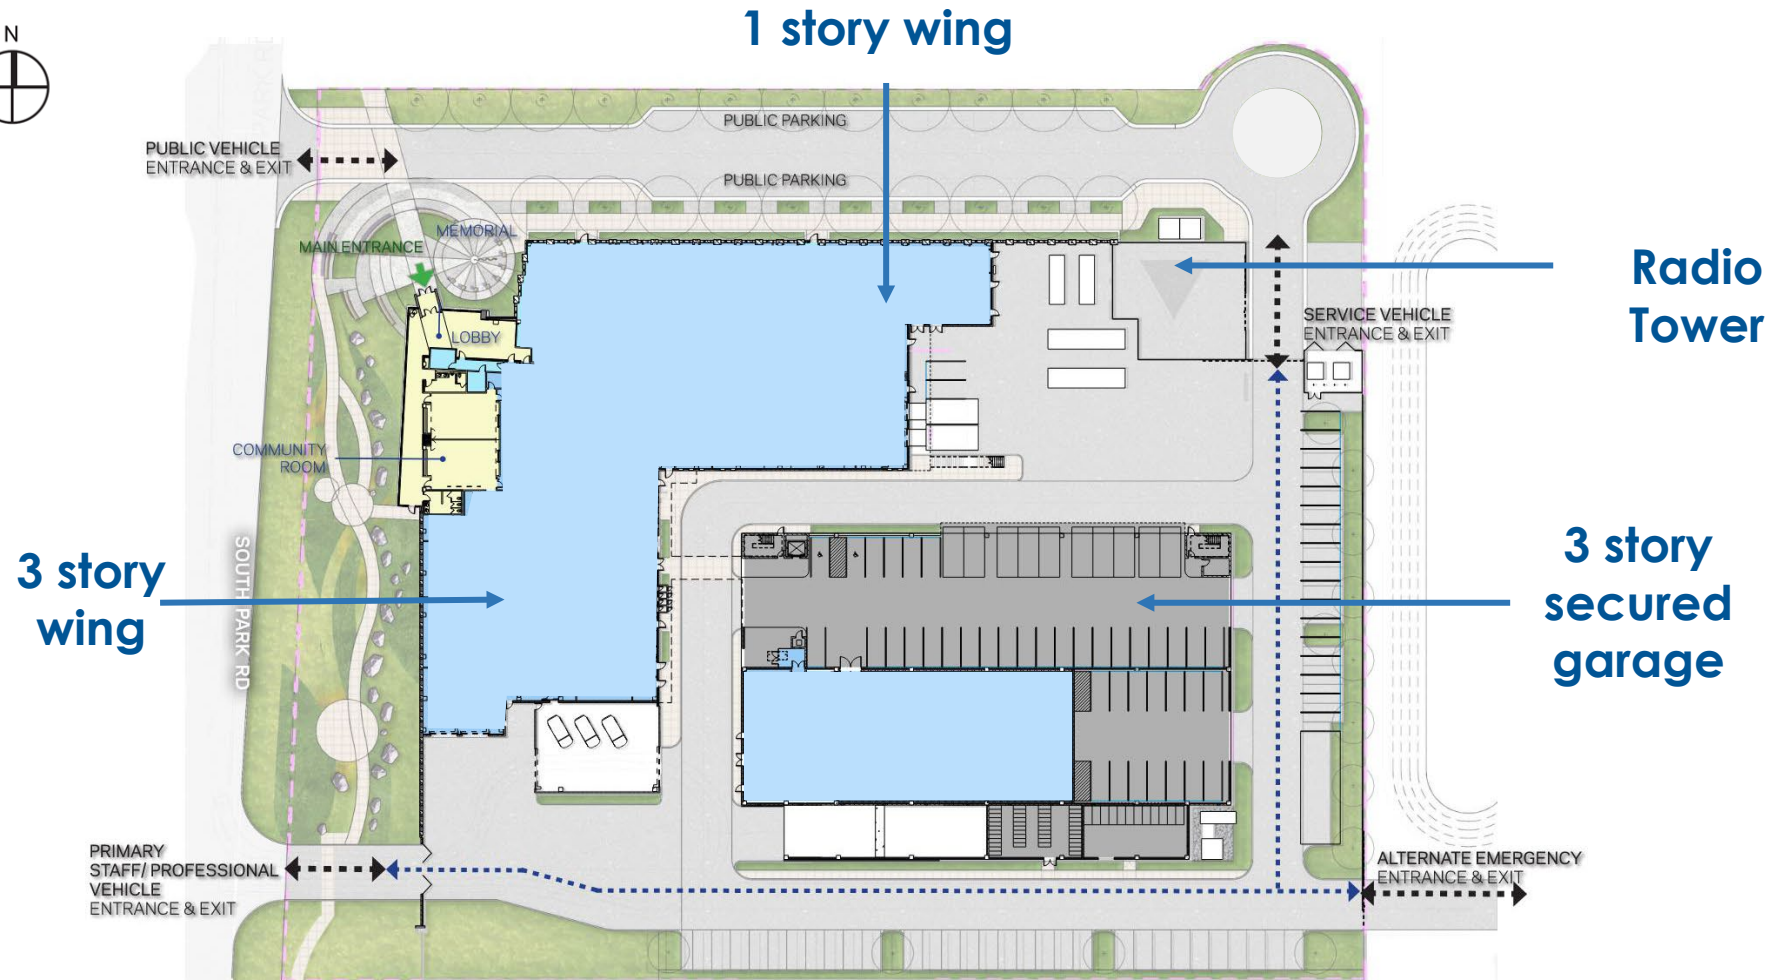 1 story wing
N
PUBLIC PARKING
PUBLIC VEHICLE
ENTRANCE & EXIT
PUBLIC PARKING
MEMORIAL
MAIN ENTRANCE
Radio
Tower
SERVICE VEHICLE
ENTRANCE & EXIT
LOBBY
COMMUNITY
ROOM
SOUTH PARK RD
3 story
wing
3 story
secured
garage
PRIMARY
STAFF/ PROFESSIONAL
VEHICLE
ENTRANCE & EXIT
ALTERNATE EMERGENCY
ENTRANCE & EXIT